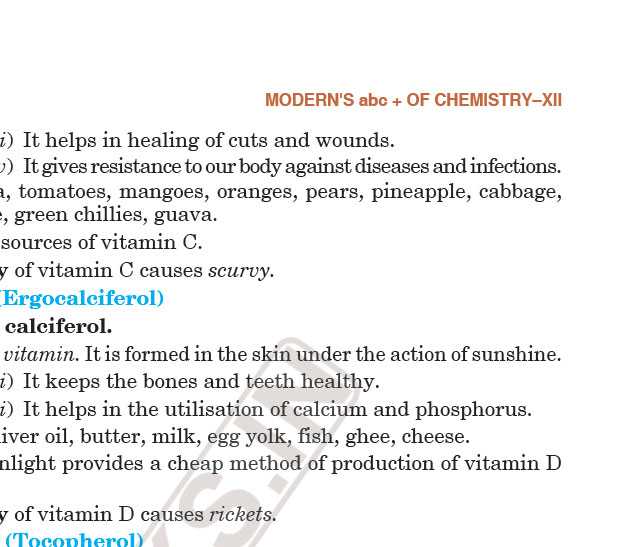 MODERN'S abc + OF CHEMISTRY–XII
i) It helps in healing of cuts and wounds.
) It gives resistance to our body against diseases and infections.
a, tomatoes, mangoes, oranges, pears, pineapple, cabbage,
e, green chillies, guava.
sources of vitamin C.
y of vitamin C causes scurvy.
(Ergocalciferol)
calciferol.
vitamin. It is formed in the skin under the action of sunshine.
i) It keeps the bones and teeth healthy.
i) It helps in the utilisation of calcium and phosphorus.
iver oil, butter, milk, egg yolk, fish, ghee, cheese.
nlight provides a cheap method of production of vitamin D
y of vitamin D causes rickets.
(Tocopherol)
S.IN